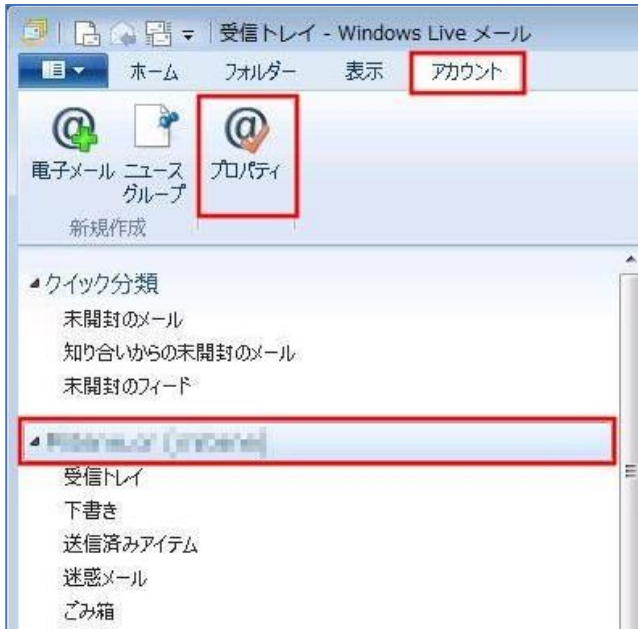 受信トレイ - Windows Live メール
ホーム フォルダー 表示 アカウント
電子メール ニュースグループ プロパティ
新規作成
クイック分類
未開封のメール
知り合いからの未開封のメール
未開封のフィード
受信トレイ
下書き
送信済みアイテム
迷惑メール
ごみ箱